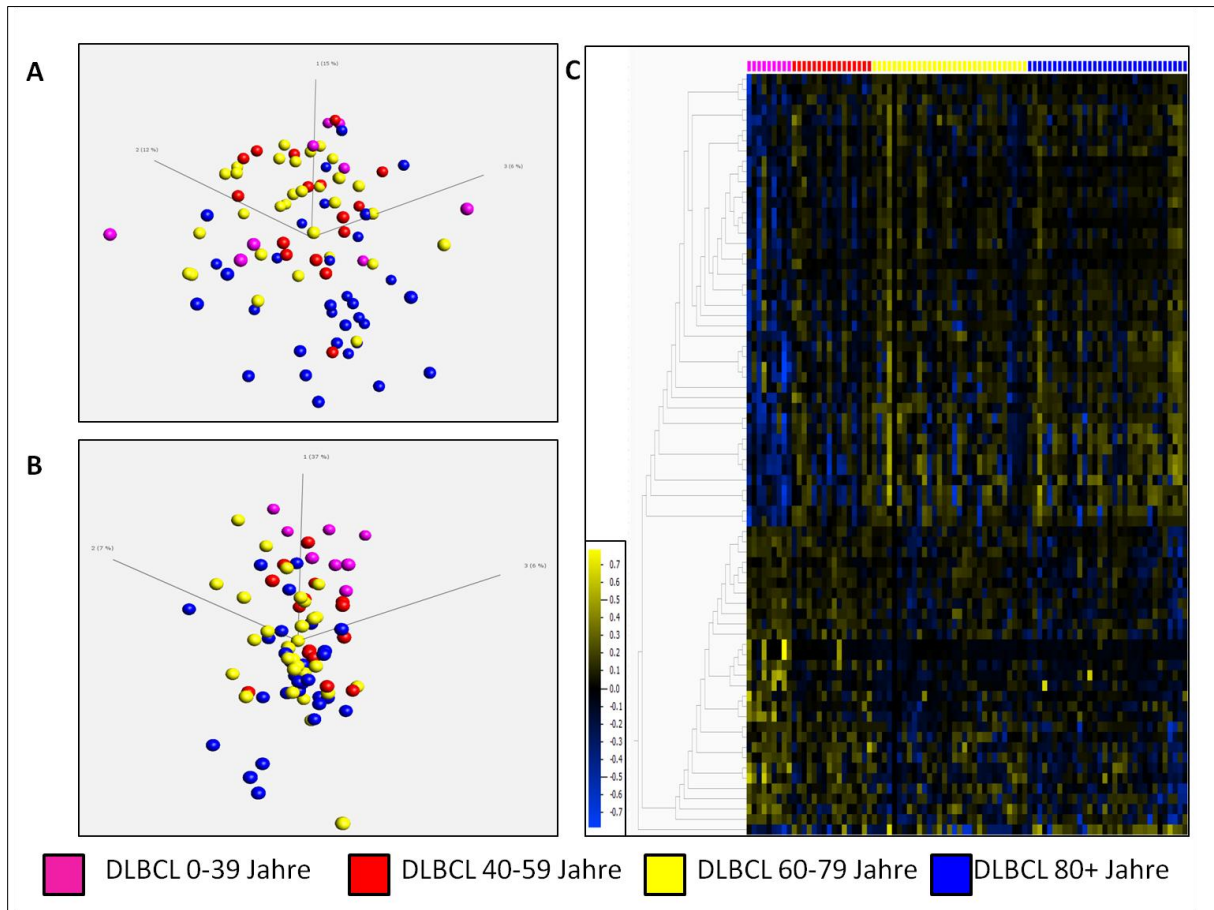 A
1 (15 %)
2 (12 %)
3 (6 %)
B
1 (37 %)
2 (7 %)
3 (6 %)
C
0.7
0.6
0.5
0.4
0.3
0.2
0.1
0.0
-0.1
-0.2
-0.3
-0.4
-0.5
-0.6
-0.7
DLBCL 0-39 Jahre
DLBCL 40-59 Jahre
DLBCL 60-79 Jahre
DLBCL 80+ Jahre